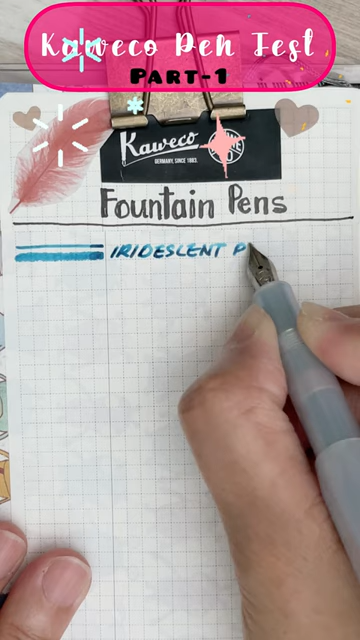 Kaweco Pen Test
PART-1
Kaweco
GERMANY, SINCE 1883.
Fountain Pens
IRIDESCENT P